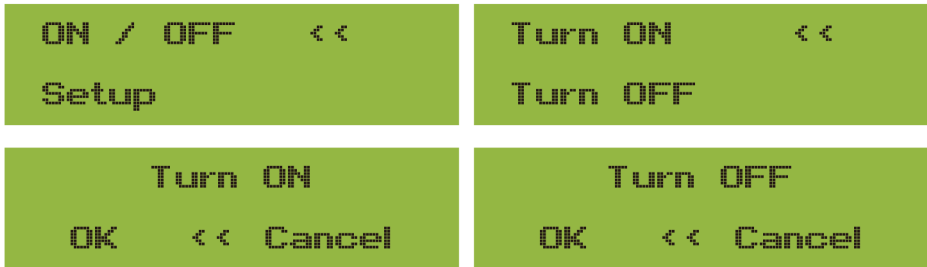 ON / OFF <<
Setup
Turn ON <<
Turn OFF
Turn ON
OK << Cancel
Turn OFF
OK << Cancel